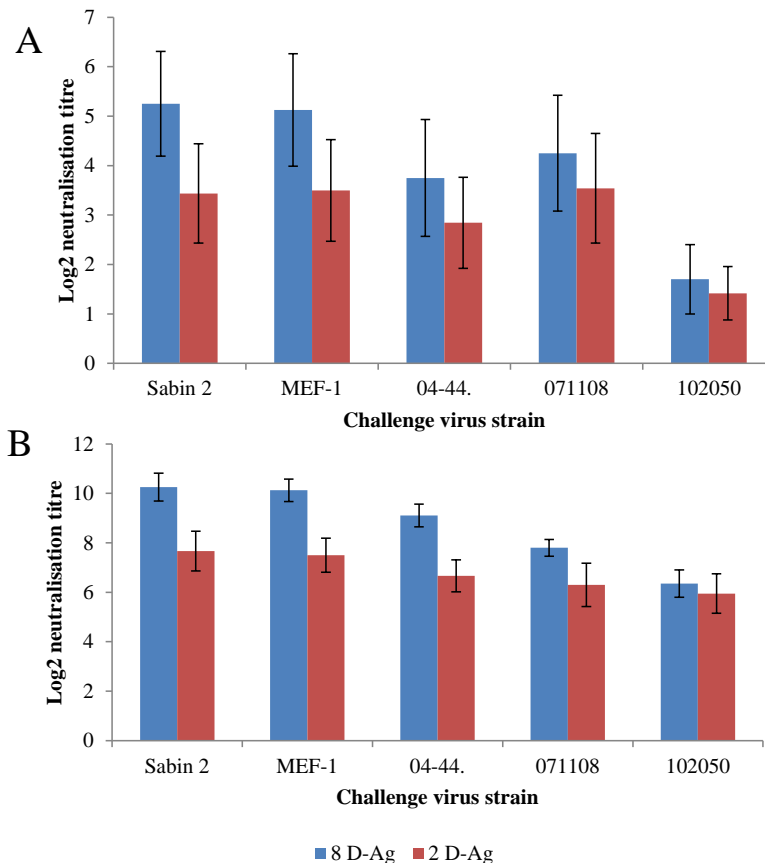 A
7
6
5
4
3
2
1
0
Log2 neutralisation titre
Sabin 2 MEF-1 04-44. 071108 102050
Challenge virus strain
B
12
10
8
6
4
2
0
Log2 neutralisation titre
Sabin 2 MEF-1 04-44. 071108 102050
Challenge virus strain
8 D-Ag 2 D-Ag